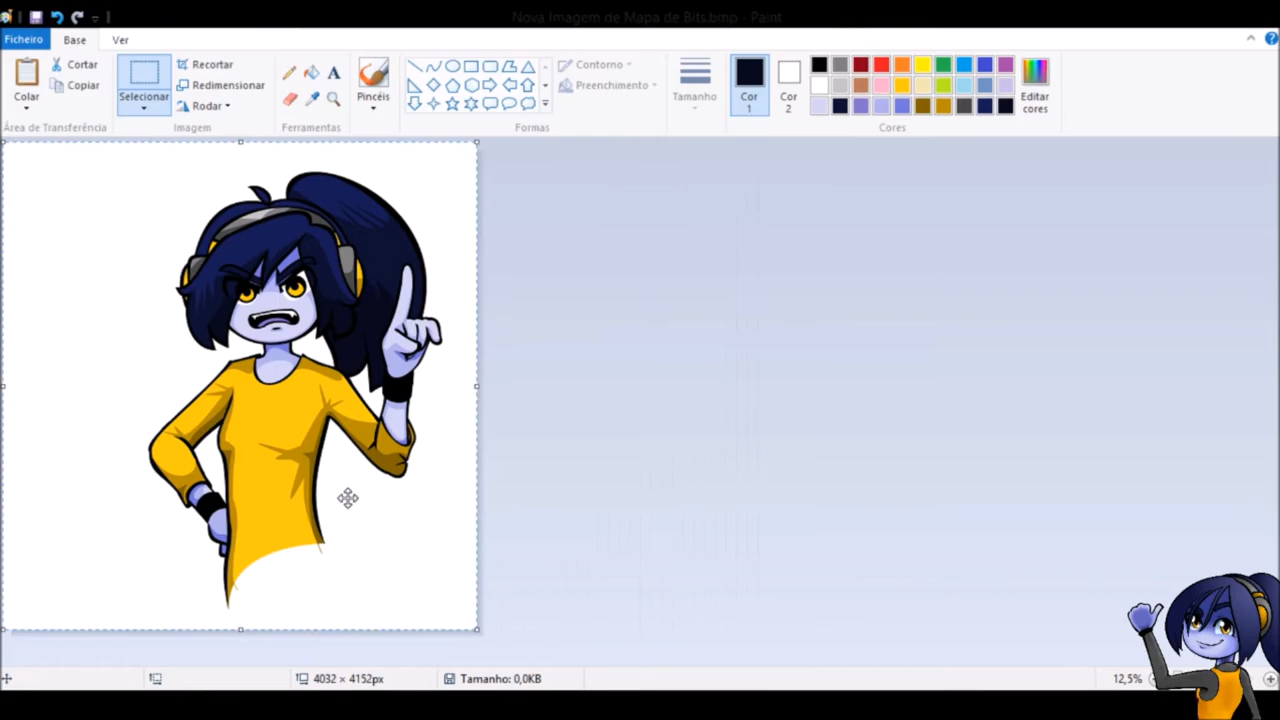 Nova Imagem de Mapa de Bits.bmp - Paint
Ficheiro Base Ver
Colar
Cortar
Copiar
Área de Transferência
Selecionar
Recortar
Redimensionar
Rodar
Imagem
Ferramentas
Pincéis
Contorno
Preenchimento
Formas
Tamanho
Cor
1
Cor
2
Editar
cores
Cores
4032 × 4152px
Tamanho: 0,0KB
12,5%